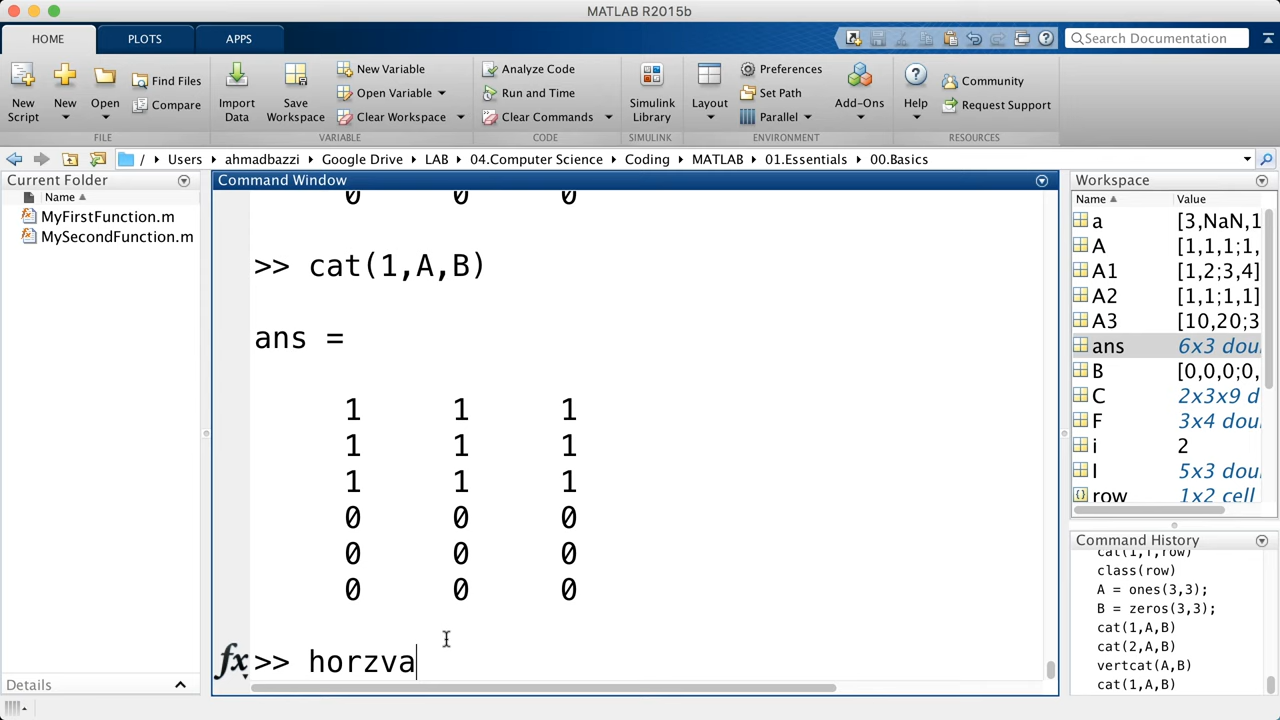 MATLAB R2015b
HOME PLOTS APPS
Search Documentation
New Script
New
Open
Find Files
Compare
FILE
Import Data
Save Workspace
New Variable
Open Variable
Clear Workspace
VARIABLE
Analyze Code
Run and Time
Clear Commands
CODE
Simulink Library
SIMULINK
Layout
Preferences
Set Path
Parallel
ENVIRONMENT
Add-Ons
Help
Community
Request Support
RESOURCES
/ Users ahmadbazzi Google Drive LAB 04.Computer Science Coding MATLAB 01.Essentials 00.Basics
Current Folder
Name
MyFirstFunction.m
MySecondFunction.m
Details
Command Window
0 0 0
>> cat(1,A,B)
ans =
1 1 1
1 1 1
1 1 1
0 0 0
0 0 0
0 0 0
fx >> horzva
Workspace
Name Value
a [3,NaN,1
A [1,1,1;1,
A1 [1,2;3,4]
A2 [1,1;1,1]
A3 [10,20;3
ans 6x3 dou
B [0,0,0;0,
C 2x3x9 d
F 3x4 dou
i 2
I 5x3 dou
row 1x2 cell
Command History
class(row)
A = ones(3,3);
B = zeros(3,3);
cat(1,A,B)
cat(2,A,B)
vertcat(A,B)
cat(1,A,B)